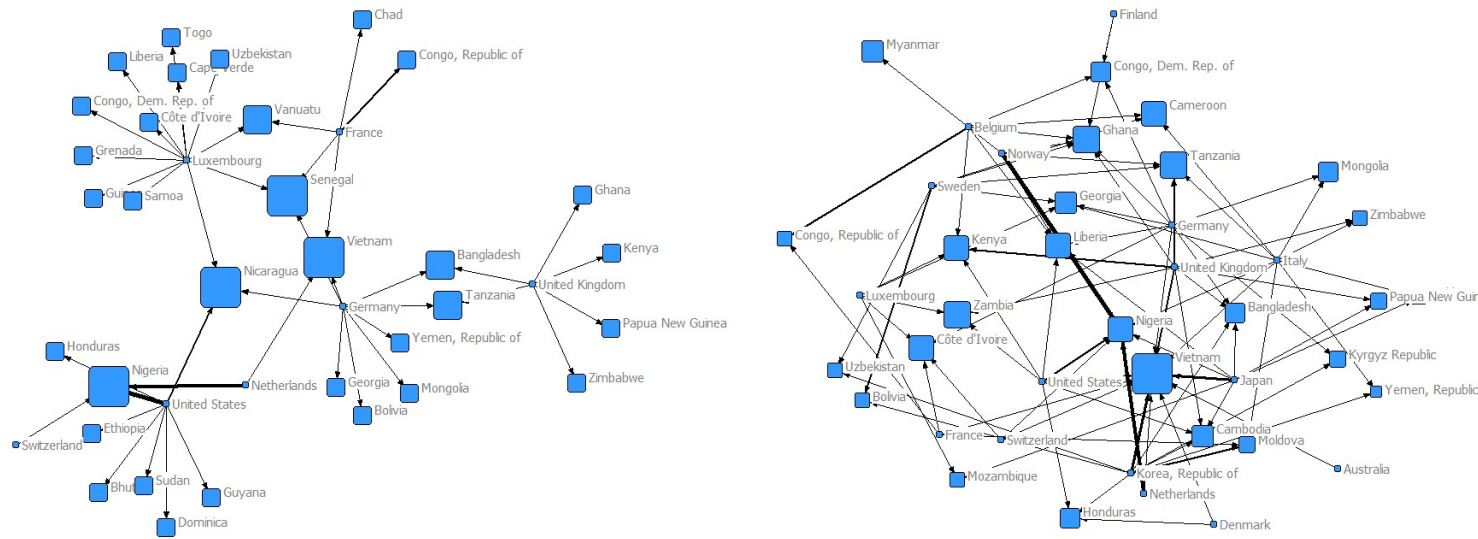 Chad
Togo
Liberia
Uzbekistan
Congo, Republic of
Cape Verde
Congo, Dem. Rep. of
Vanuatu
Côte d'Ivoire
France
Grenada
Luxembourg
Senegal
Samoa
Ghana
Vietnam
Kenya
Bangladesh
Nicaragua
United Kingdom
Tanzania
Germany
Papua New Guinea
Yemen, Republic of
Honduras
Nigeria
Netherlands
Georgia
Mongolia
Zimbabwe
United States
Bolivia
Ethiopia
Switzerland
Sudan
Bhut
Guyana
Dominica
Finland
Myanmar
Congo, Dem. Rep. of
Cameroon
Belgium
Ghana
Norway
Tanzania
Mongolia
Sweden
Georgia
Zimbabwe
Germany
Congo, Republic of
Kenya
Liberia
Italy
United Kingdom
Luxembourg
Zambia
Bangladesh
Papua New Guin
Nigeria
Côte d'Ivoire
Vietnam
Kyrgyz Republic
Uzbekistan
United States
Japan
Yemen, Republic
Bolivia
Cambodia
France
Switzerland
Moldova
Korea, Republic of
Australia
Mozambique
Netherlands
Honduras
Denmark